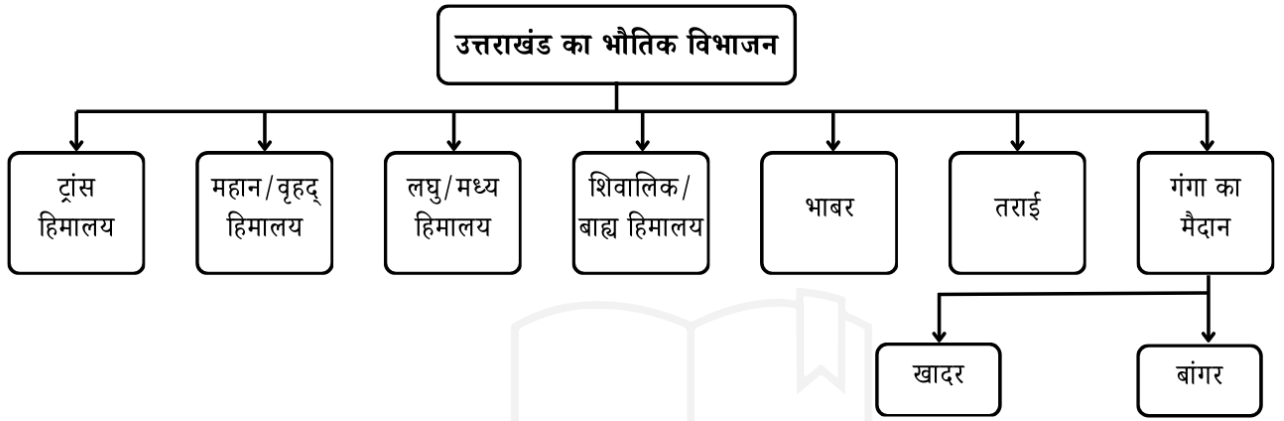 उत्तराखंड का भौतिक विभाजन
ट्रांस
हिमालय
महान/वृहद्
हिमालय
लघु/मध्य
हिमालय
शिवालिक/
बाह्य हिमालय
भाबर
तराई
गंगा का
मैदान
खादर
बांगर